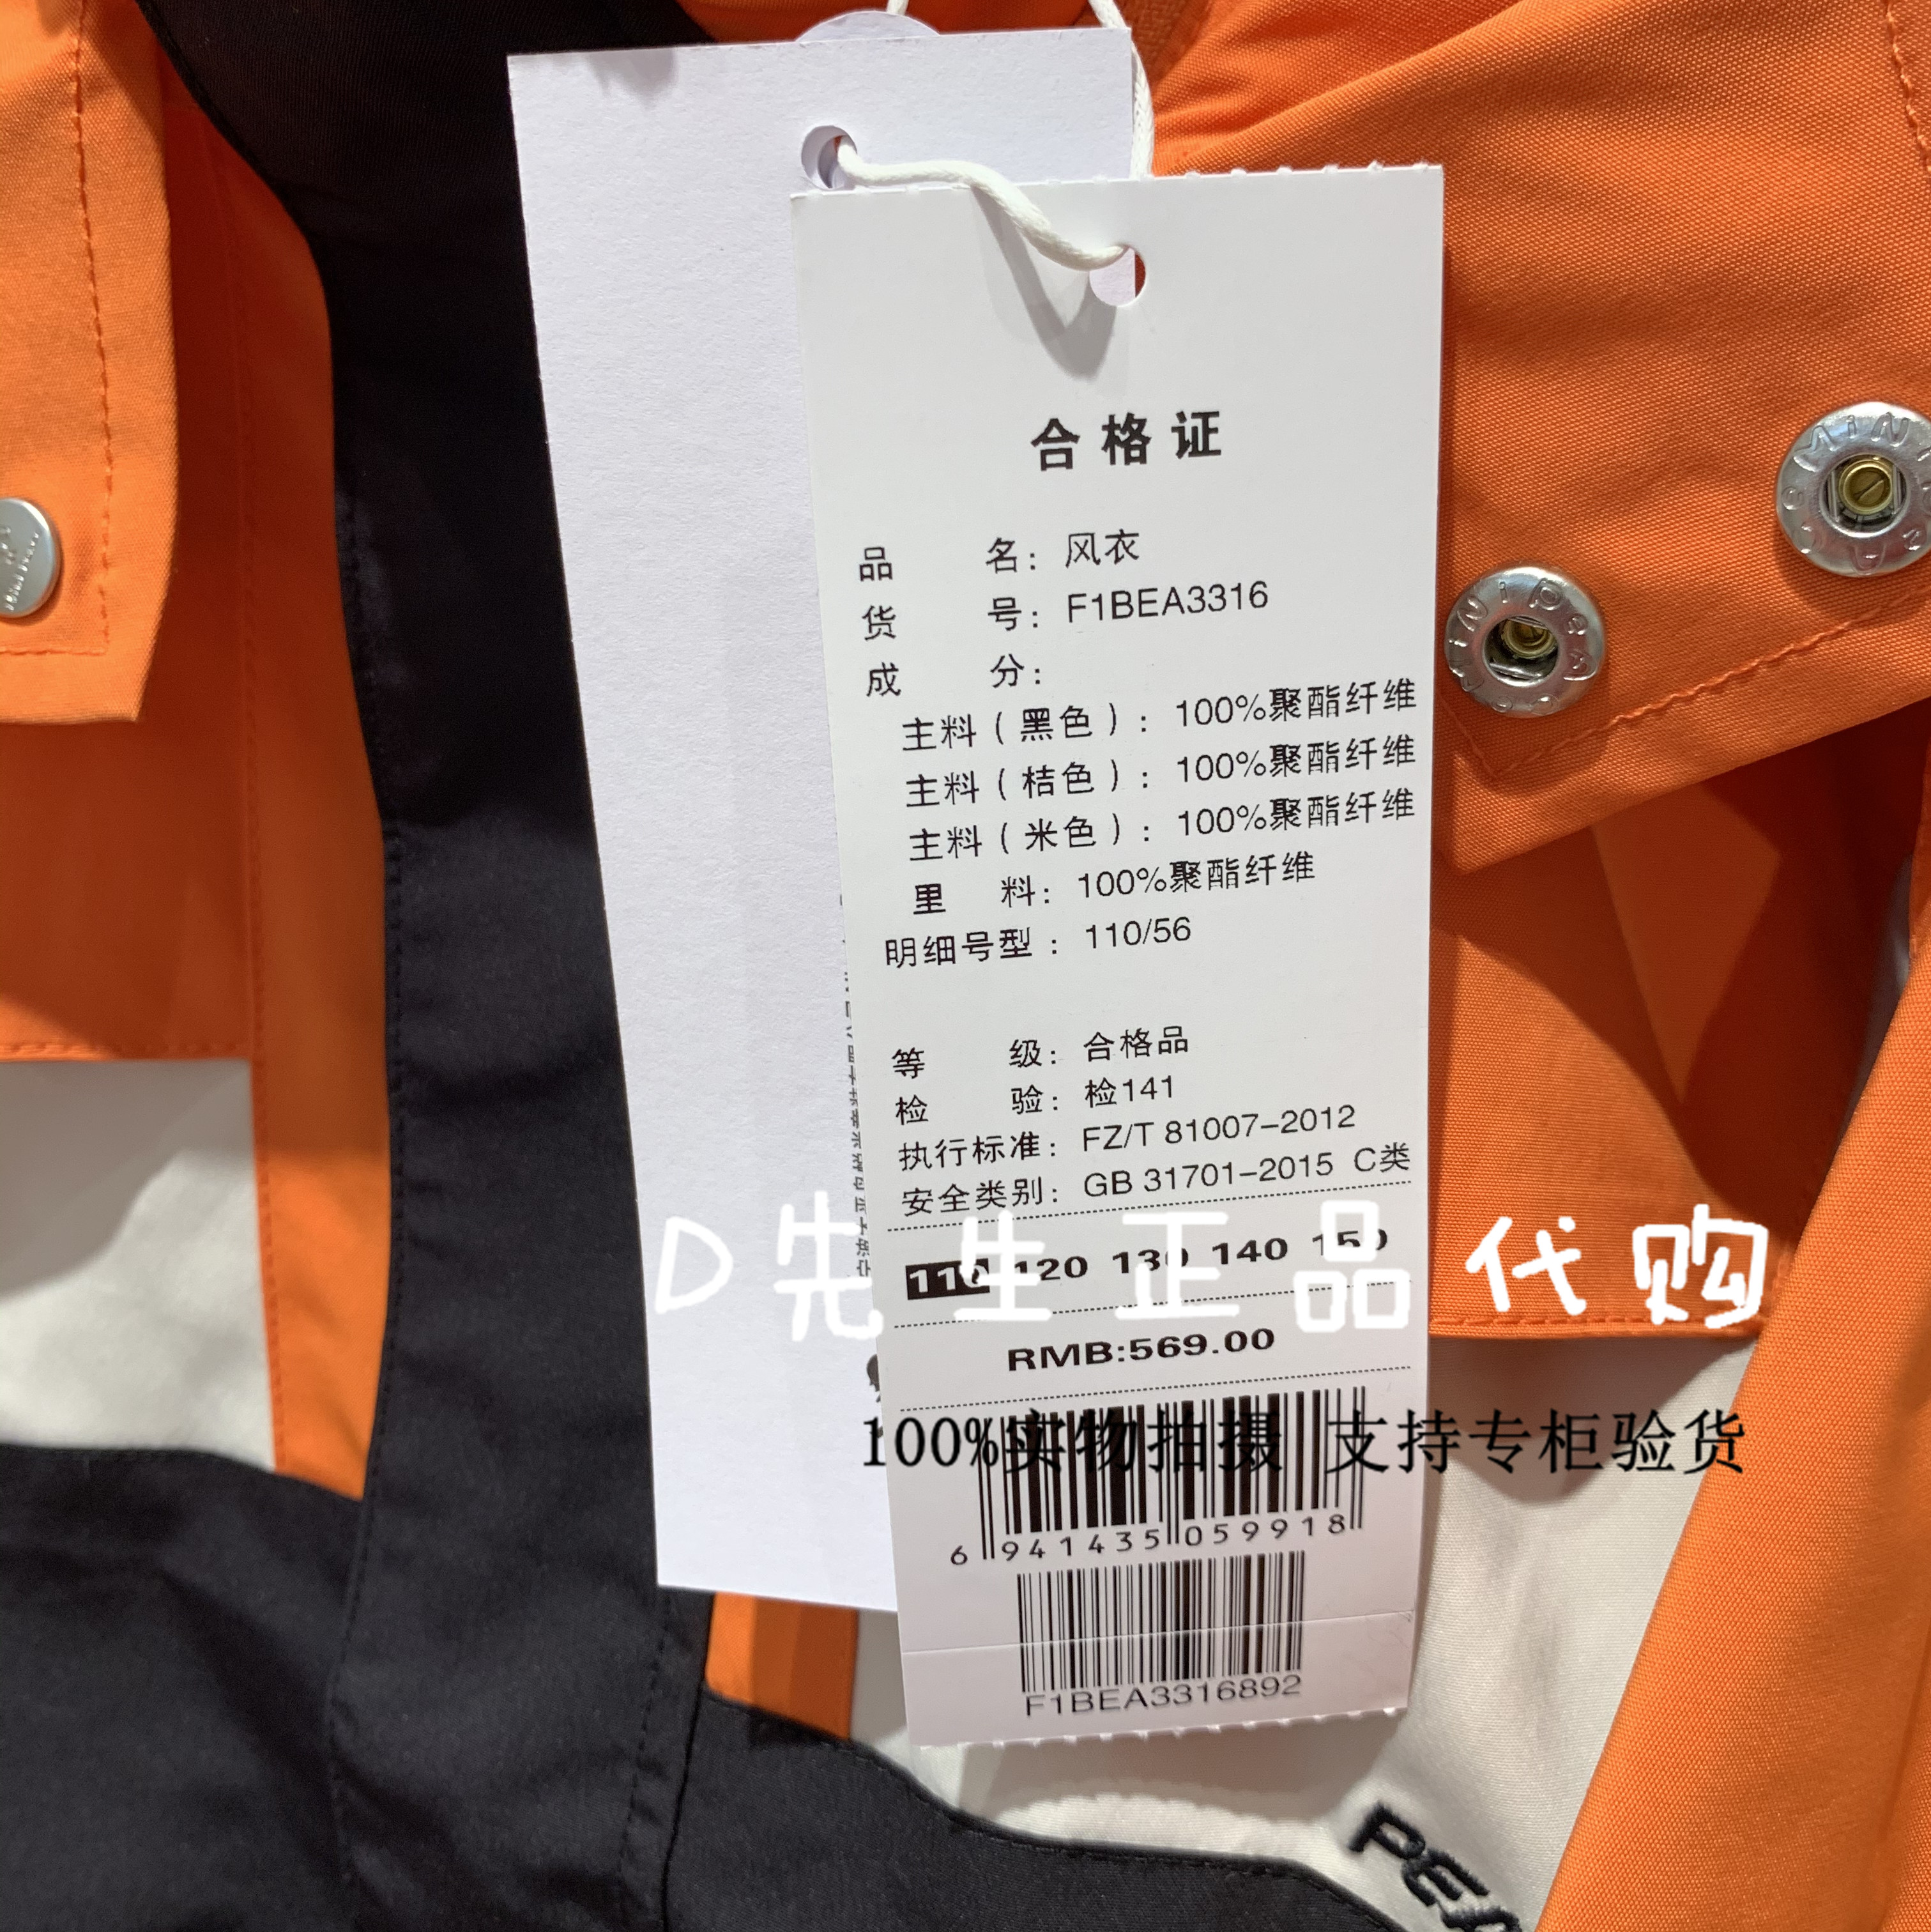 合格证
品 名：风衣
货 号：F1BEA3316
成 分：
主料（黑色）：100%聚酯纤维
主料（桔色）：100%聚酯纤维
主料（米色）：100%聚酯纤维
里 料：100%聚酯纤维
明细号型：110/56
等 级：合格品
检 验：检141
执行标准：FZ/T 81007-2012
安全类别：GB 31701-2015 C类
D先生正品代购
110 120 130 140 150
RMB:569.00
100%实物拍摄 支持专柜验货
6 941435 059918
F1BEA3316892